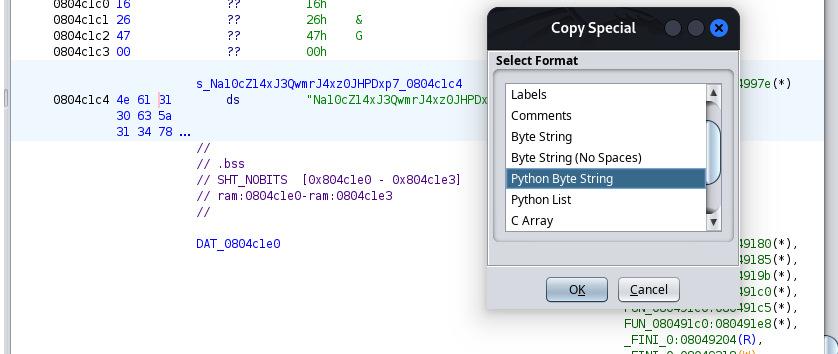 0804c1c0 16 ?? 16h
0804c1c1 26 ?? 26h &
0804c1c2 47 ?? 47h G
0804c1c3 00 ?? 00h
s_Nal0cZl4xJ3QwmrJ4xz0JHPDxp7_0804c1c4 4997e(*)
0804c1c4 4e 61 31 ds "Nal0cZl4xJ3QwmrJ4xz0JHPDx
30 63 5a
31 34 78 ...
//
// .bss
// SHT_NOBITS [0x804c1e0 - 0x804c1e3]
// ram:0804c1e0-ram:0804c1e3
//
DAT_0804c1e0 49180(*),
49185(*),
4919b(*),
491c0(*),
FUN_080491c0:080491c5(*),
FUN_080491c0:080491e8(*),
_FINI_0:08049204(R),
Copy Special
Select Format
Labels
Comments
Byte String
Byte String (No Spaces)
Python Byte String
Python List
C Array
OK
Cancel